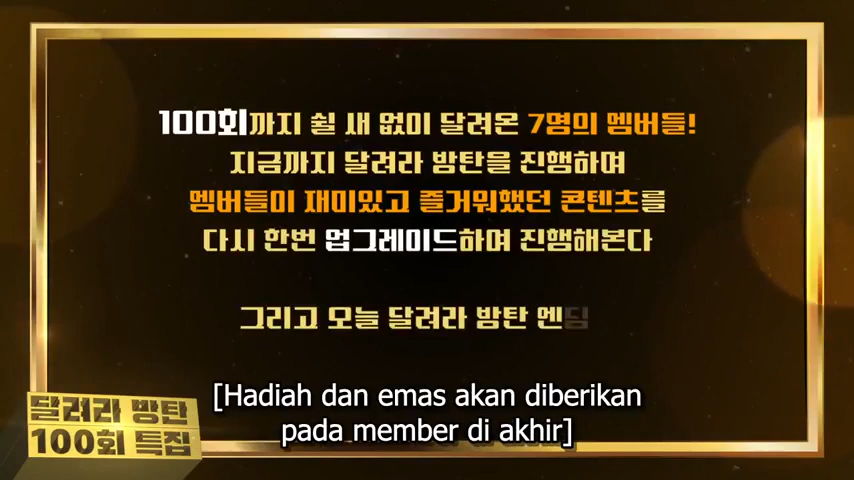 100회까지 쉴 새 없이 달려온 7명의 멤버들!
지금까지 달려라 방탄을 진행하며
멤버들이 재미있고 즐거워했던 콘텐츠를
다시 한번 업그레이드하며 진행해본다
그리고 오늘 달려라 방탄 엔딩
[Hadiah dan emas akan diberikan
pada member di akhir]
달려라 방탄
100회 특집